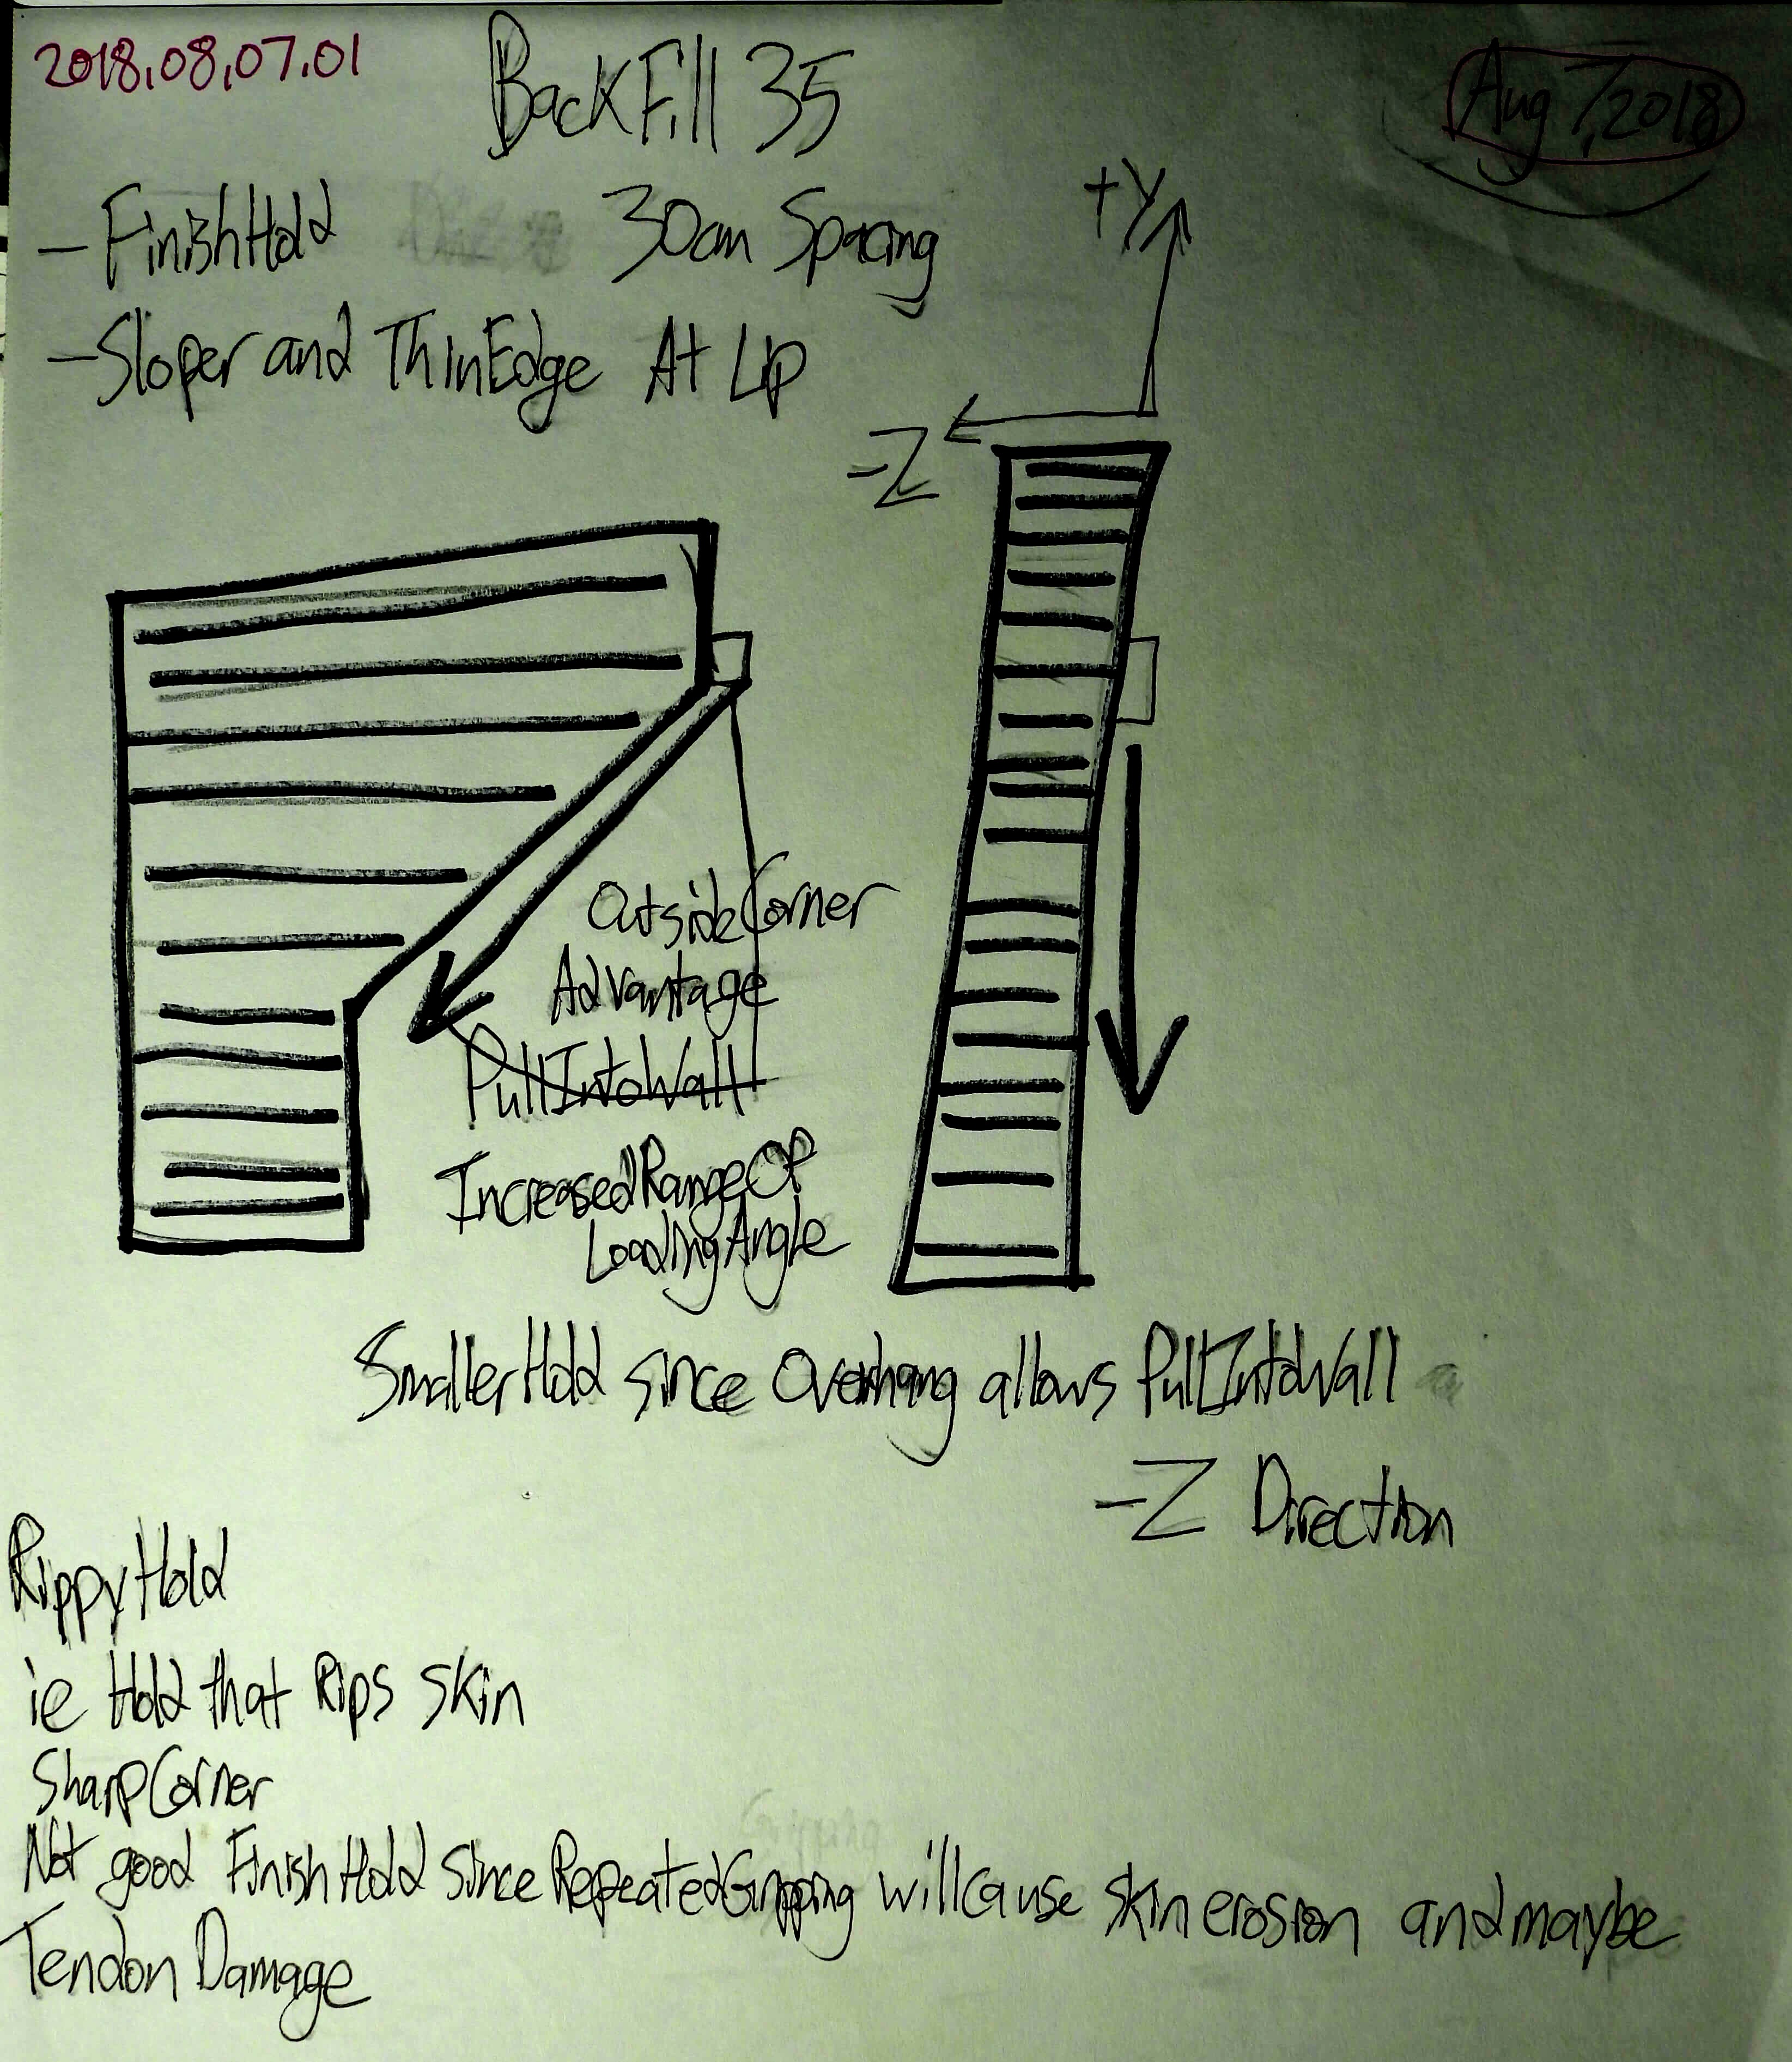 2018.08.07.01
BackFill 35
Aug 7, 2018
-FinishHold
30cm Spacing
-Sloper and ThinEdge At Lip
+Y
-Z
OutsideCorner
Advantage
PullIntoWall
IncreasedRangeOf
LoadingAngle
SmallerHold since Overhang allows PullIntoWall
-Z Direction
RippyHold
ie Hold that Rips skin
SharpCorner
Not good FinishHold since RepeatedGripping will cause skin erosion and maybe
Tendon Damage